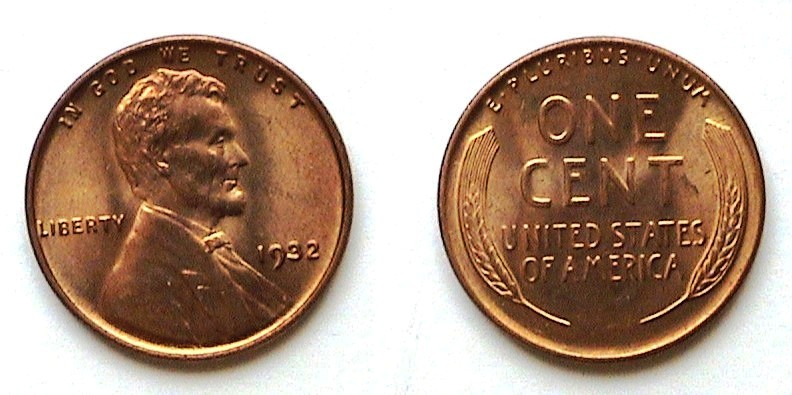 IN GOD WE TRUST
LIBERTY
1932
E·PLURIBUS·UNUM
ONE
CENT
UNITED STATES
OF AMERICA